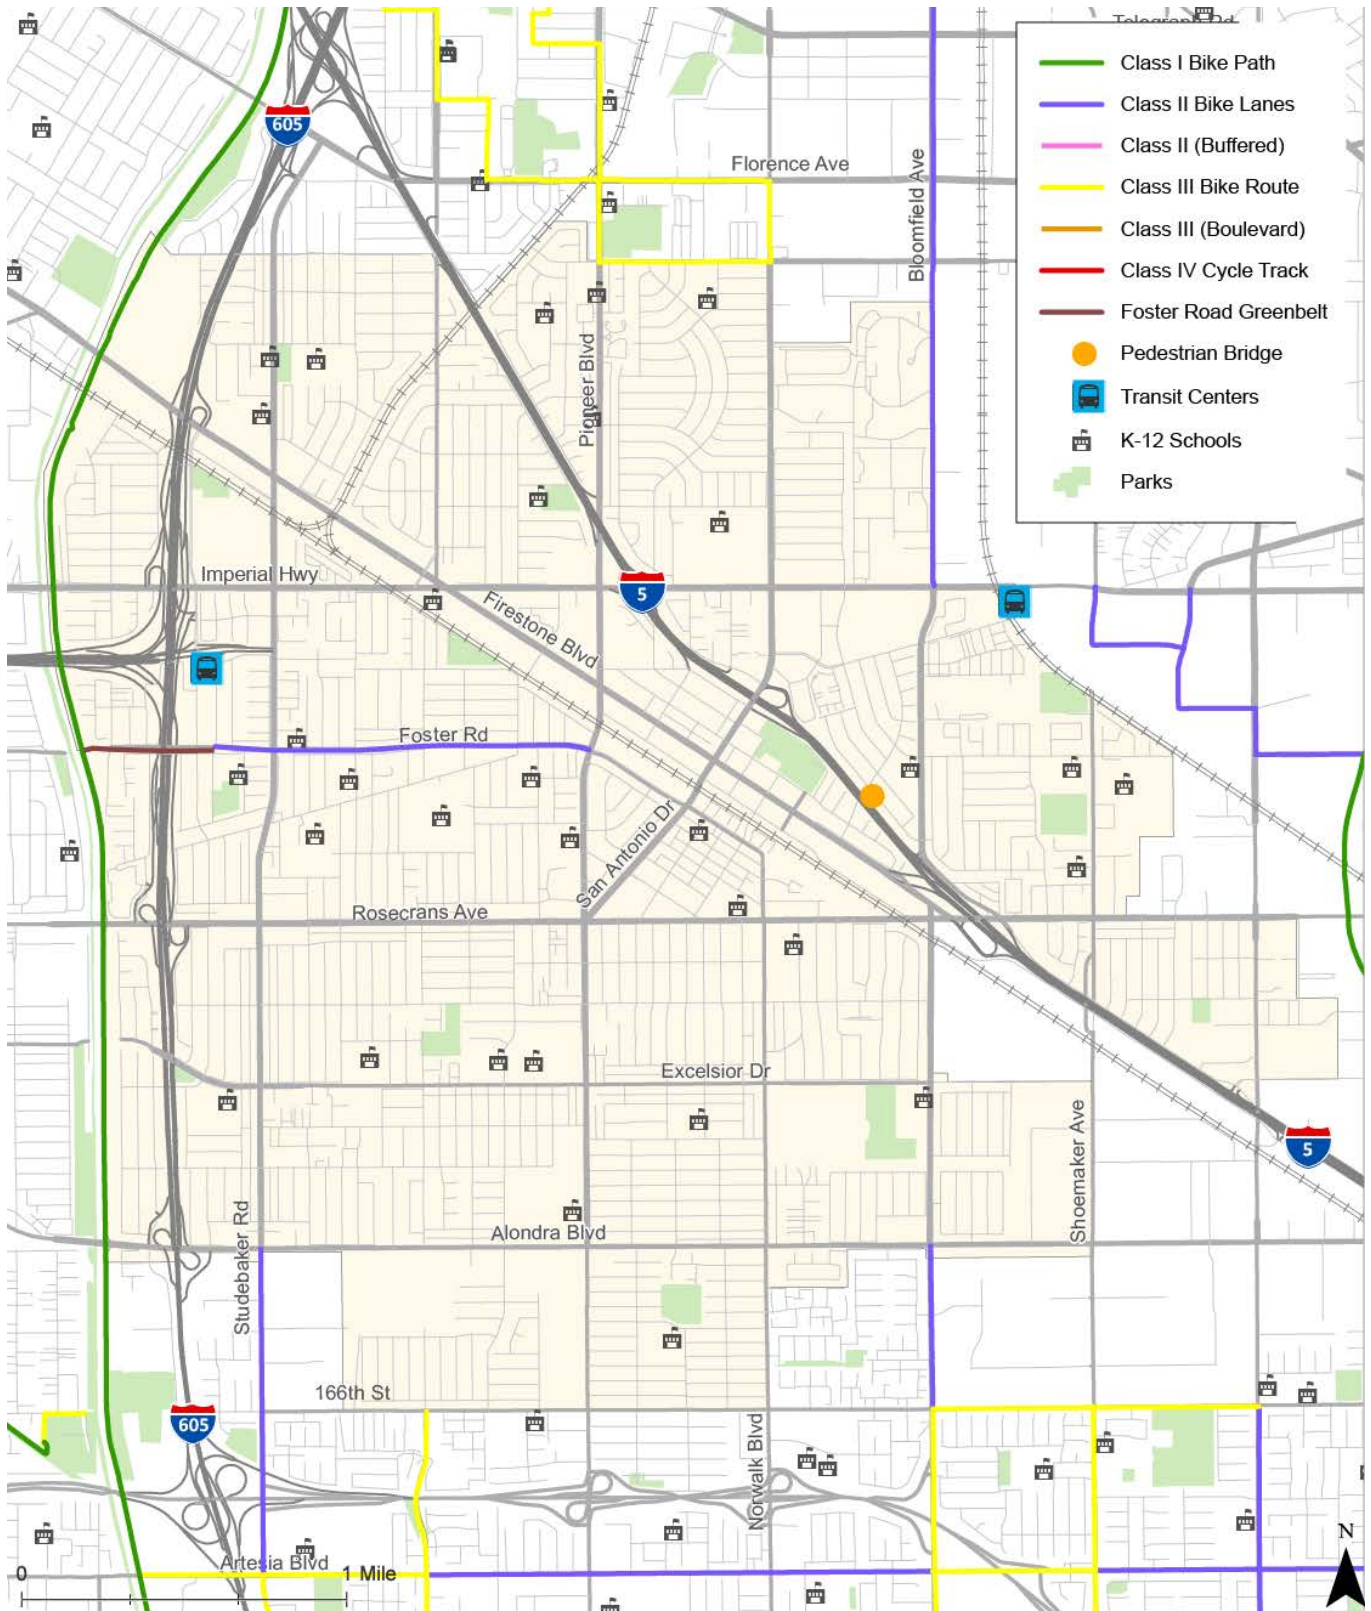 Telegraph Rd
605
Class I Bike Path
Class II Bike Lanes
Class II (Buffered)
Class III Bike Route
Class III (Boulevard)
Class IV Cycle Track
Foster Road Greenbelt
Pedestrian Bridge
Transit Centers
K-12 Schools
Parks
Florence Ave
Bloomfield Ave
Pioneer Blvd
Imperial Hwy
5
Firestone Blvd
Foster Rd
San Antonio Dr
Rosecrans Ave
Excelsior Dr
Shoemaker Ave
5
Studebaker Rd
Alondra Blvd
166th St
605
Norwalk Blvd
Artesia Blvd
0
1 Mile
N